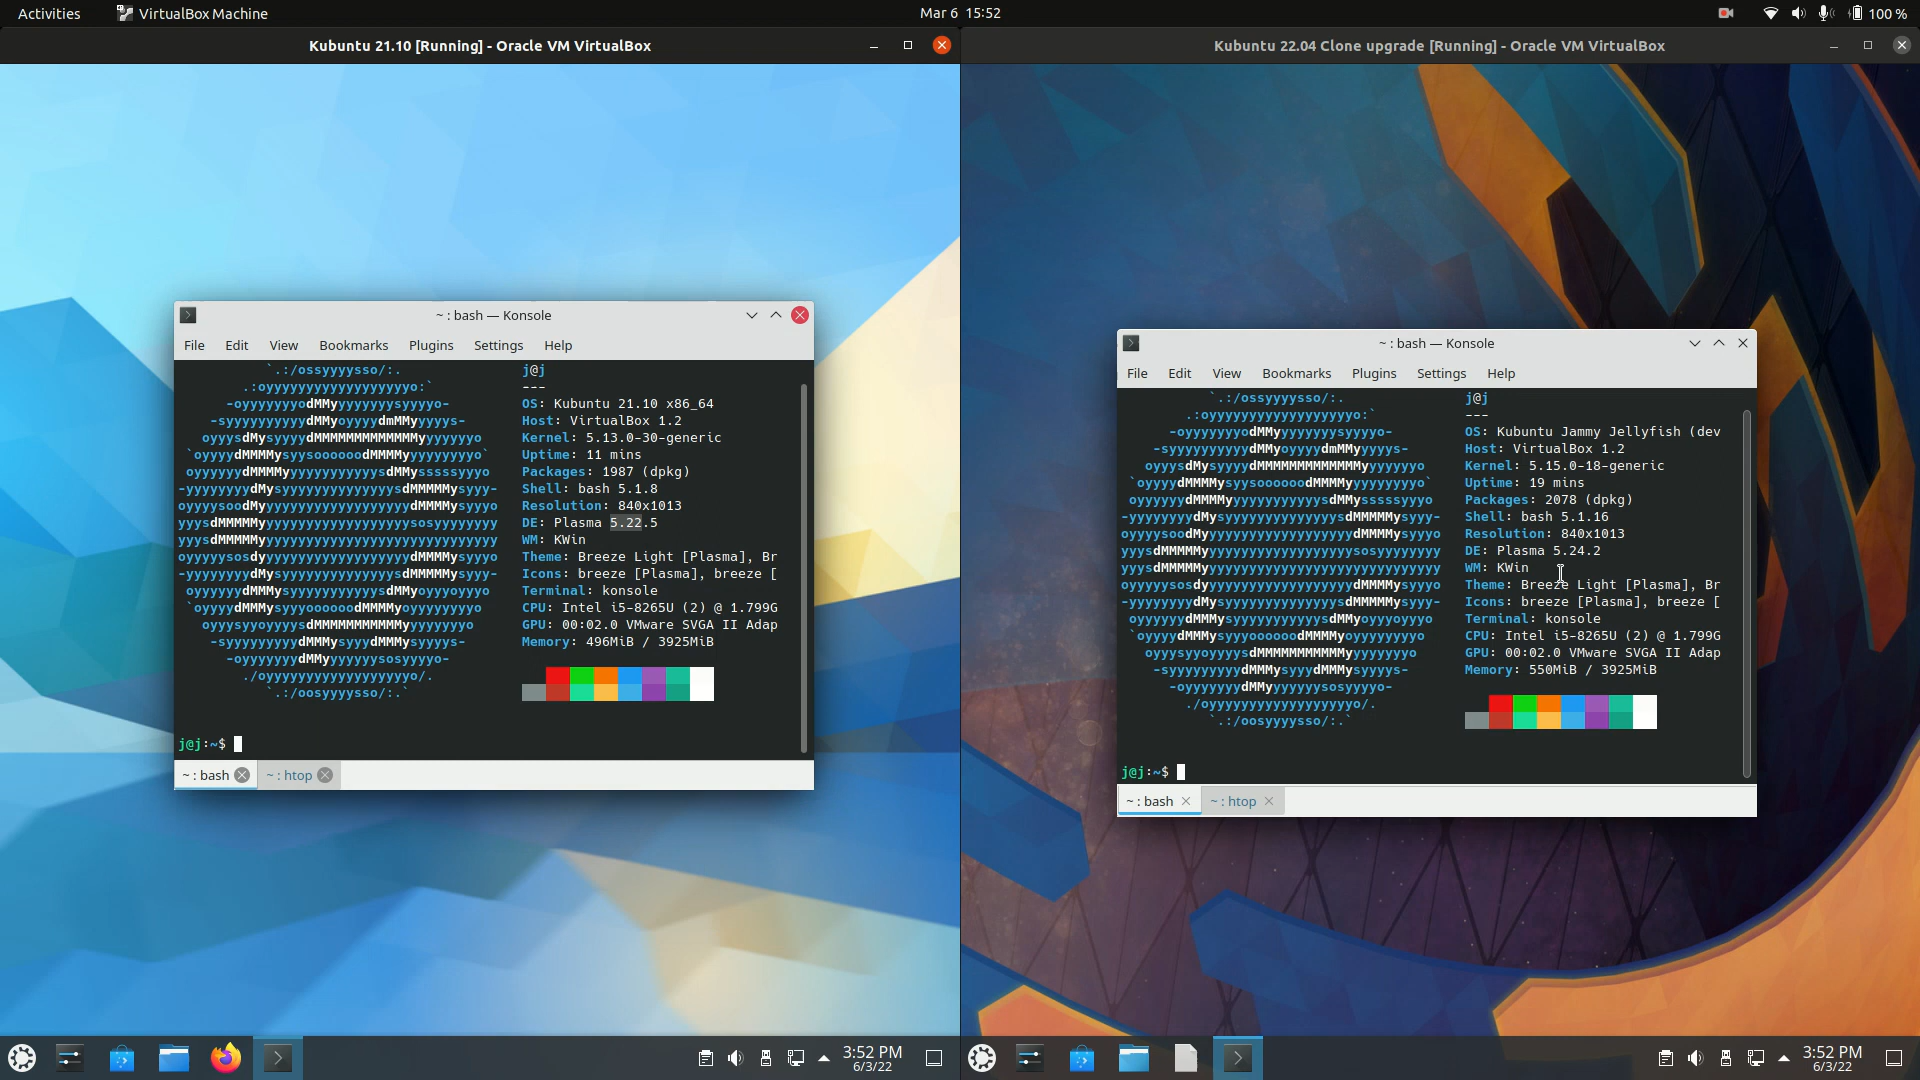 Activities
VirtualBox Machine
Mar 6 15:52
100 %
Kubuntu 21.10 [Running] - Oracle VM VirtualBox
~ : bash — Konsole
File Edit View Bookmarks Plugins Settings Help
j@j
---
OS: Kubuntu 21.10 x86_64
Host: VirtualBox 1.2
Kernel: 5.13.0-30-generic
Uptime: 11 mins
Packages: 1987 (dpkg)
Shell: bash 5.1.8
Resolution: 840x1013
DE: Plasma 5.22.5
WM: KWin
Theme: Breeze Light [Plasma], Br
Icons: breeze [Plasma], breeze [
Terminal: konsole
CPU: Intel i5-8265U (2) @ 1.799G
GPU: 00:02.0 VMware SVGA II Adap
Memory: 496MiB / 3925MiB
j@j:~$
~ : bash
~ : htop
3:52 PM
6/3/22
Kubuntu 22.04 Clone upgrade [Running] - Oracle VM VirtualBox
~ : bash — Konsole
File Edit View Bookmarks Plugins Settings Help
j@j
---
OS: Kubuntu Jammy Jellyfish (dev
Host: VirtualBox 1.2
Kernel: 5.15.0-18-generic
Uptime: 19 mins
Packages: 2078 (dpkg)
Shell: bash 5.1.16
Resolution: 840x1013
DE: Plasma 5.24.2
WM: KWin
Theme: Breeze Light [Plasma], Br
Icons: breeze [Plasma], breeze [
Terminal: konsole
CPU: Intel i5-8265U (2) @ 1.799G
GPU: 00:02.0 VMware SVGA II Adap
Memory: 550MiB / 3925MiB
j@j:~$
~ : bash
~ : htop
3:52 PM
6/3/22